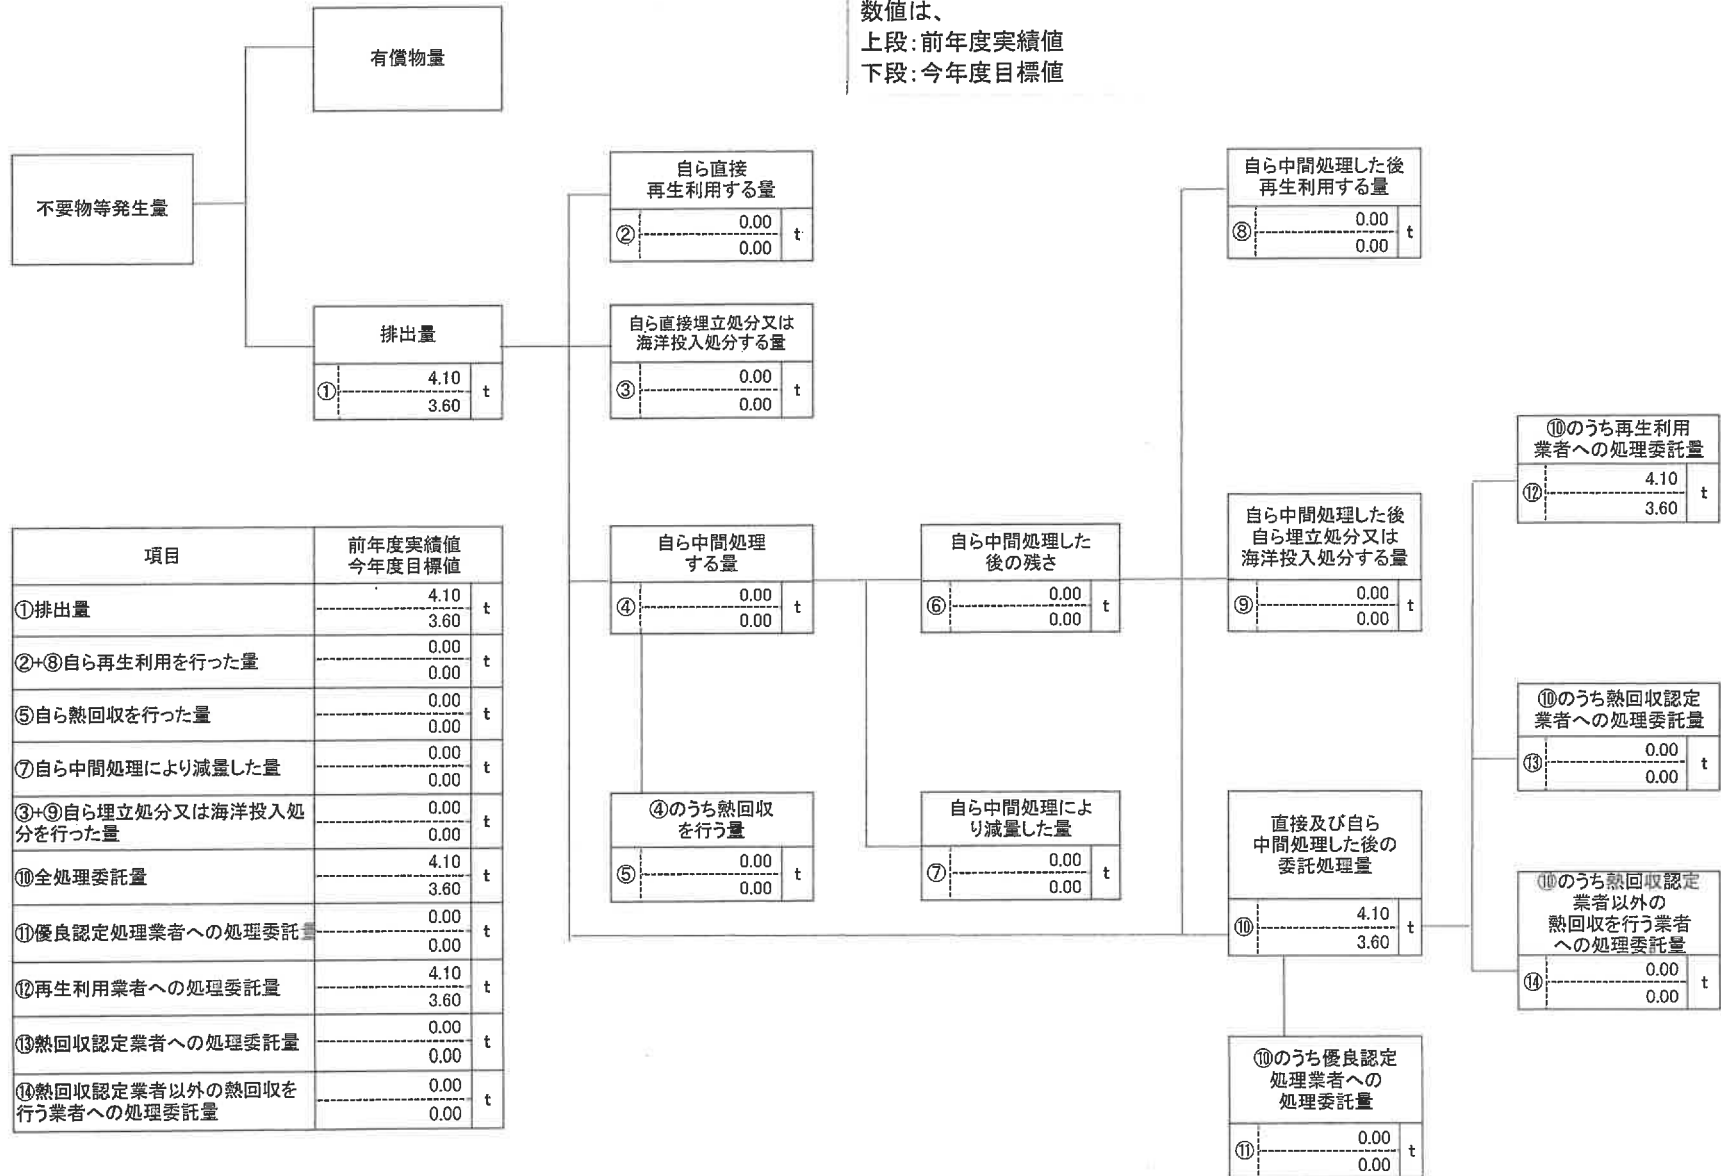 数値は、
上段:前年度実績値
下段:今年度目標値
有償物量
不要物等発生量
排出量
①
4.10
3.60
t
自ら直接
再生利用する量
②
0.00
0.00
t
自ら直接埋立処分又は
海洋投入処分する量
③
0.00
0.00
t
自ら中間処理
する量
④
0.00
0.00
t
④のうち熱回収
を行う量
⑤
0.00
0.00
t
自ら中間処理した
後の残さ
⑥
0.00
0.00
t
自ら中間処理によ
り減量した量
⑦
0.00
0.00
t
自ら中間処理した後
再生利用する量
⑧
0.00
0.00
t
自ら中間処理した後
自ら埋立処分又は
海洋投入処分する量
⑨
0.00
0.00
t
直接及び自ら
中間処理した後の
委託処理量
⑩
4.10
3.60
t
⑩のうち優良認定
処理業者への
処理委託量
⑪
0.00
0.00
t
⑩のうち再生利用
業者への処理委託量
⑫
4.10
3.60
t
⑩のうち熱回収認定
業者への処理委託量
⑬
0.00
0.00
t
⑩のうち熱回収認定
業者以外の
熱回収を行う業者
への処理委託量
⑭
0.00
0.00
t
項目
前年度実績値
今年度目標値
①排出量
4.10
3.60
t
②+⑧自ら再生利用を行った量
0.00
0.00
t
⑤自ら熱回収を行った量
0.00
0.00
t
⑦自ら中間処理により減量した量
0.00
0.00
t
③+⑨自ら埋立処分又は海洋投入処
分を行った量
0.00
0.00
t
⑩全処理委託量
4.10
3.60
t
⑪優良認定処理業者への処理委託量
0.00
0.00
t
⑫再生利用業者への処理委託量
4.10
3.60
t
⑬熱回収認定業者への処理委託量
0.00
0.00
t
⑭熱回収認定業者以外の熱回収を
行う業者への処理委託量
0.00
0.00
t